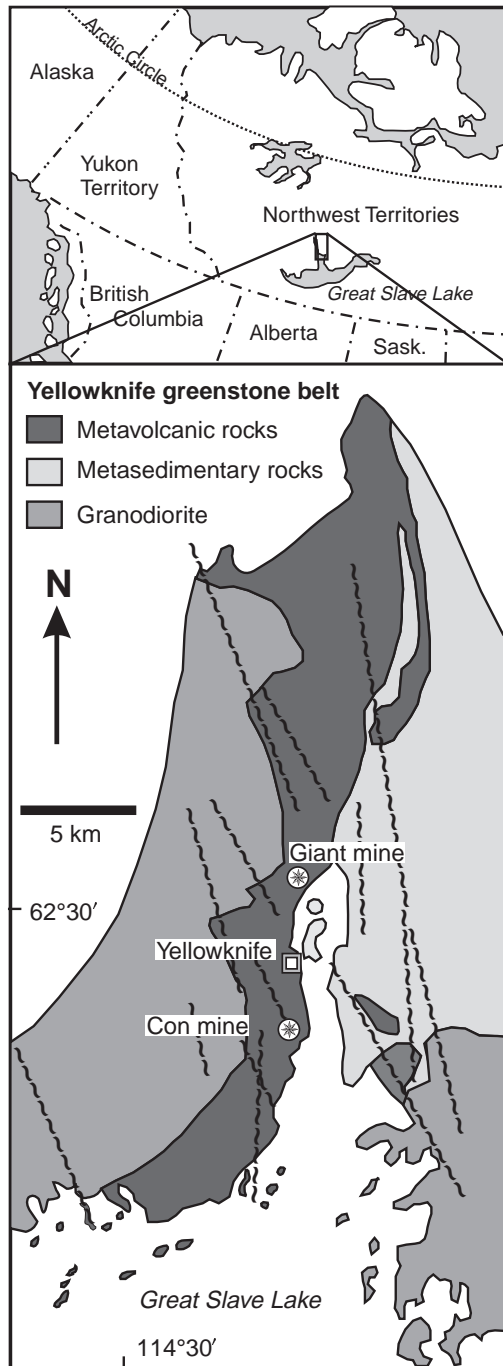 Alaska
Arctic Circle
Yukon
Territory
Northwest Territories
Great Slave Lake
British
Columbia
Alberta
Sask.
Yellowknife greenstone belt
Metavolcanic rocks
Metasedimentary rocks
Granodiorite
N
5 km
Giant mine
62°30′
Yellowknife
Con mine
Great Slave Lake
114°30′